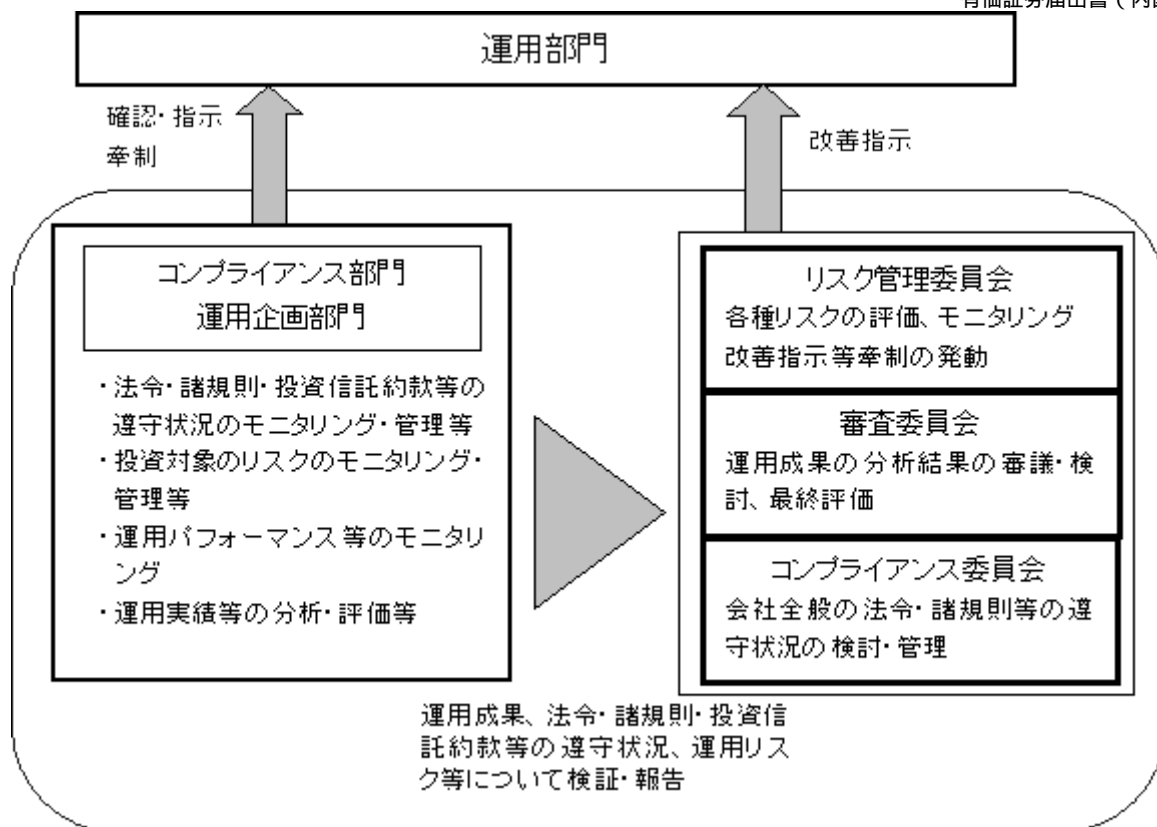 運用部門
確認・指示
牽制
改善指示
コンプライアンス部門
運用企画部門
・法令・諸規則・投資信託約款等の
遵守状況のモニタリング・管理等
・投資対象のリスクのモニタリング・
管理等
・運用パフォーマンス等のモニタリ
ング
・運用実績等の分析・評価等
リスク管理委員会
各種リスクの評価、モニタリング
改善指示等牽制の発動
審査委員会
運用成果の分析結果の審議・検
討、最終評価
コンプライアンス委員会
会社全般の法令・諸規則等の遵
守状況の検討・管理
運用成果、法令・諸規則・投資信
託約款等の遵守状況、運用リス
ク等について検証・報告